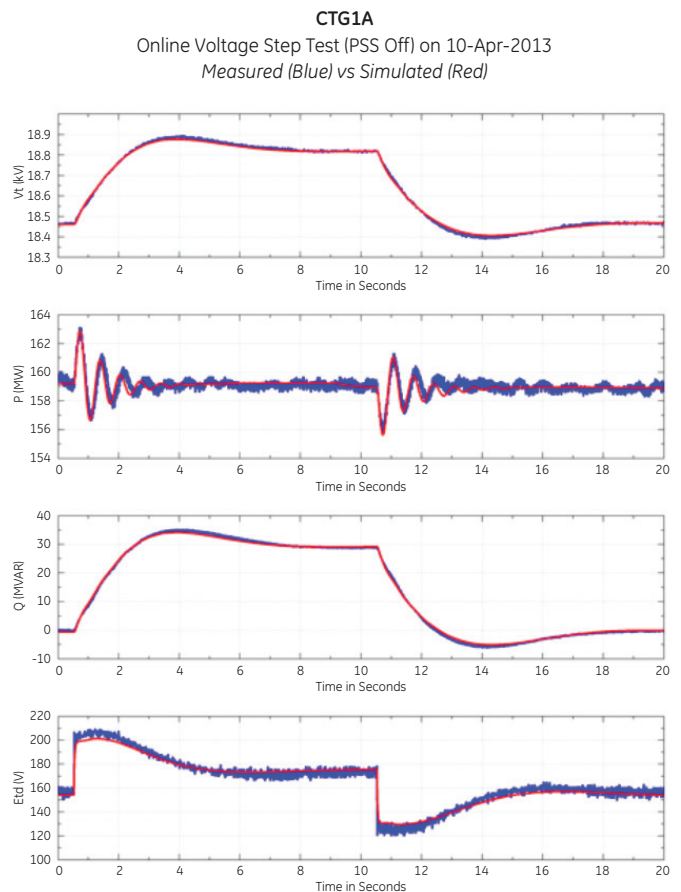 CTG1A
Online Voltage Step Test (PSS Off) on 10-Apr-2013
Measured (Blue) vs Simulated (Red)
18.9
18.8
18.7
18.5
18.4
18.3
Vt (kV)
0 2 4 6 8 10 12 14 16 18 20
Time in Seconds
164
162
160
158
156
154
P (MW)
0 2 4 6 8 10 12 14 16 18 20
Time in Seconds
40
30
20
10
0
-10
Q (MVAR)
0 2 4 6 8 10 12 14 16 18 20
Time in Seconds
220
200
180
160
140
120
100
Efd (V)
0 2 4 6 8 10 12 14 16 18 20
Time in Seconds